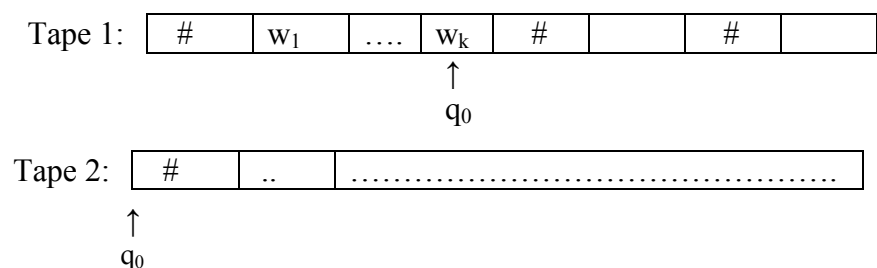 Tape 1: # w₁ …. wₖ # #
↑
q₀
Tape 2: # .. ……………………………………….
↑
q₀